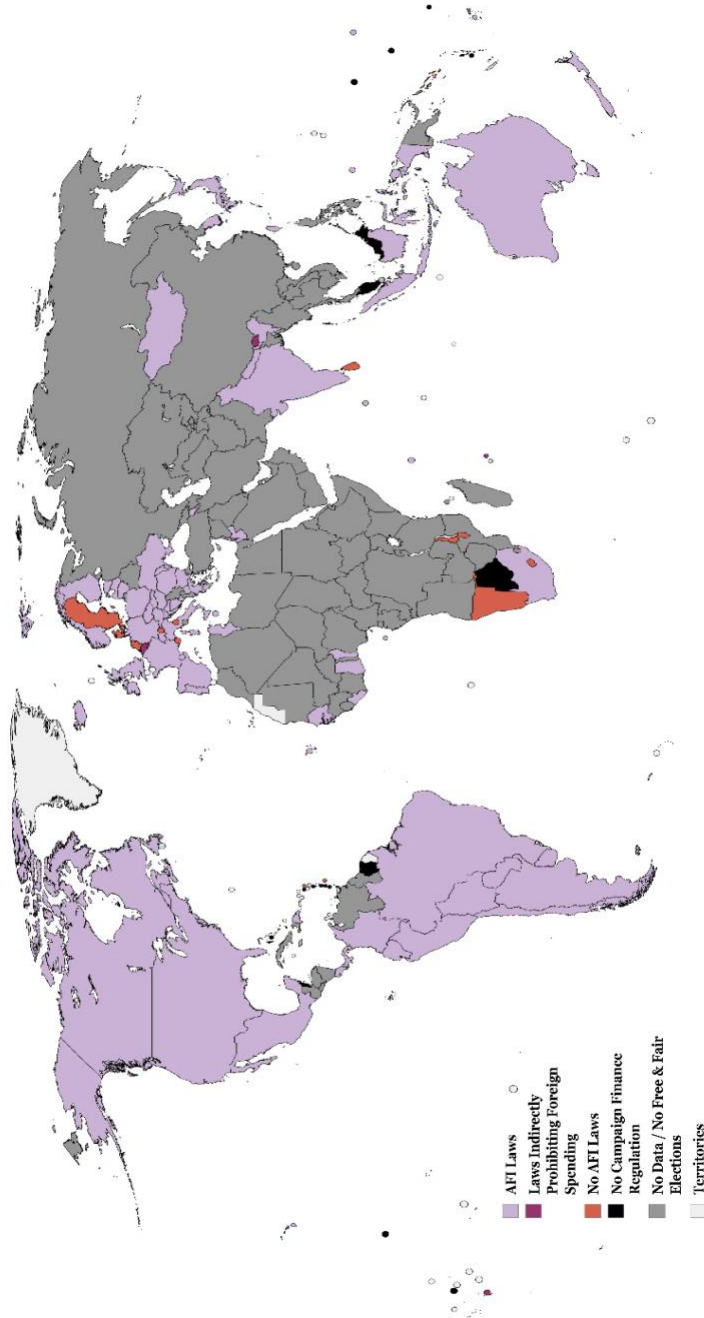 AFI Laws
Laws Indirectly
Prohibiting Foreign
Spending
No AFI Laws
No Campaign Finance
Regulation
No Data / No Free & Fair
Elections
Territories